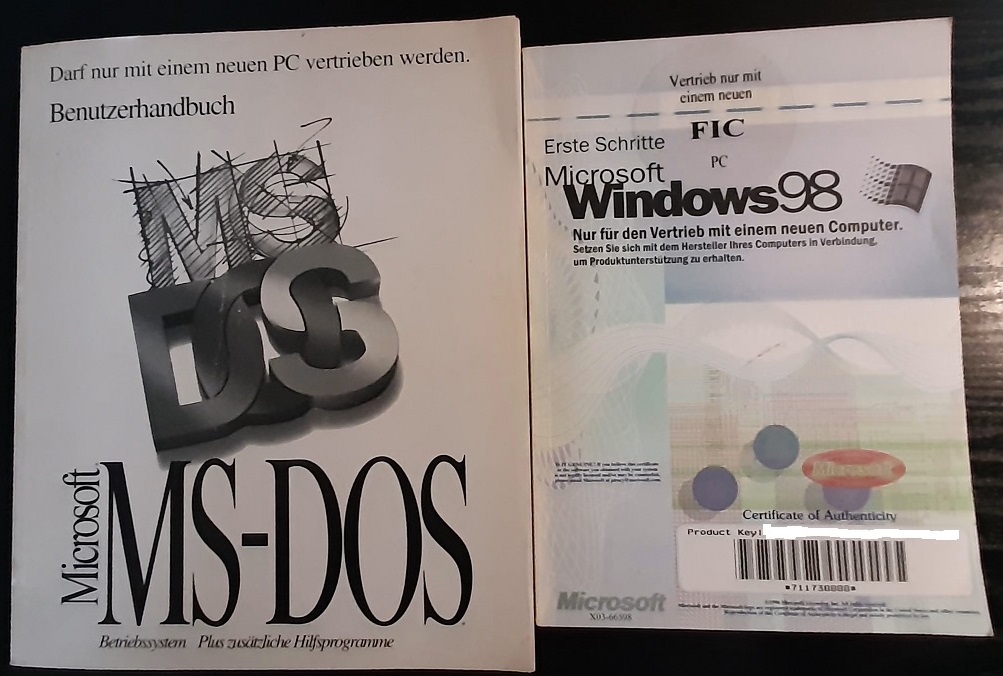 Darf nur mit einem neuen PC vertrieben werden.
Benutzerhandbuch
MS
DOS
Microsoft
MS-DOS
Betriebssystem Plus zusätzliche Hilfsprogramme
Vertrieb nur mit
einem neuen
FIC
PC
Erste Schritte
Microsoft
Windows98
Nur für den Vertrieb mit einem neuen Computer.
Setzen Sie sich mit dem Hersteller Ihres Computers in Verbindung,
um Produktunterstützung zu erhalten.
Microsoft
Certificate of Authenticity
Product Key:
Microsoft
X03-66598